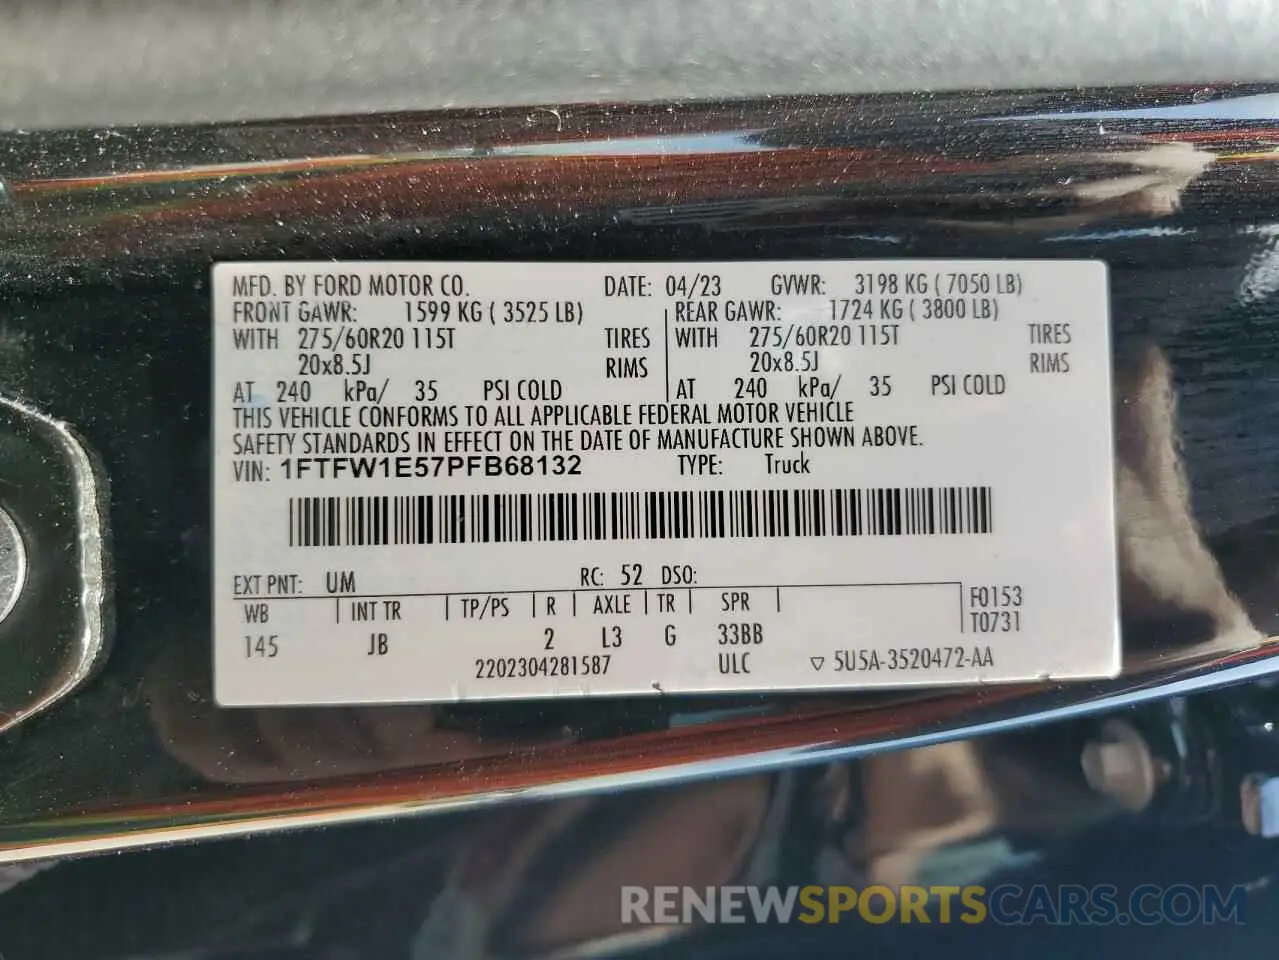 MFD. BY FORD MOTOR CO. DATE: 04/23 GVWR: 3198 KG ( 7050 LB)
FRONT GAWR: 1599 KG ( 3525 LB) REAR GAWR: 1724 KG ( 3800 LB)
WITH 275/60R20 115T TIRES WITH 275/60R20 115T TIRES
20x8.5J RIMS 20x8.5J RIMS
AT 240 kPa/ 35 PSI COLD AT 240 kPa/ 35 PSI COLD
THIS VEHICLE CONFORMS TO ALL APPLICABLE FEDERAL MOTOR VEHICLE
SAFETY STANDARDS IN EFFECT ON THE DATE OF MANUFACTURE SHOWN ABOVE.
VIN: 1FTFW1E57PFB68132 TYPE: Truck
EXT PNT: UM RC: 52 DSO:
WB INT TR TP/PS R AXLE TR SPR F0153
145 JB 2 L3 G 33BB T0731
2202304281587 ULC ▽ 5U5A-3520472-AA
RENEWSPORTSCARS.COM